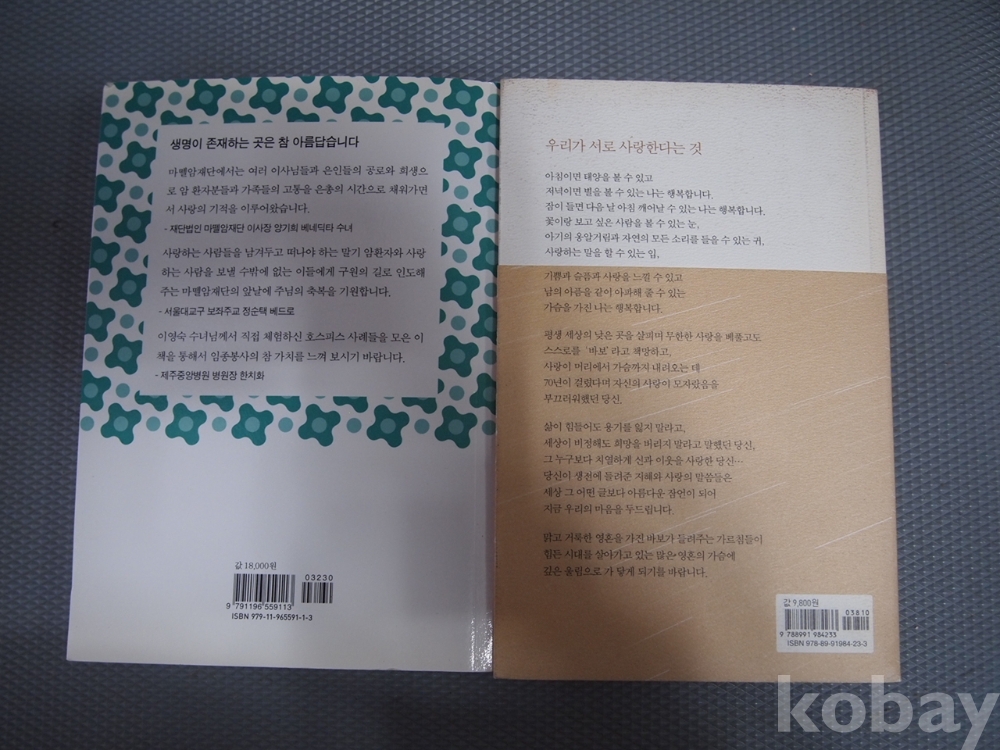 생명이 존재하는 곳은 참 아름답습니다
마뗄암재단에서는 여러 이사님들과 은인들의 공로와 희생으
로 암 환자분들과 가족들의 고통을 은총의 시간으로 채워가면
서 사랑의 기적을 이루어왔습니다.
- 재단법인 마뗄암재단 이사장 양기희 베네딕타 수녀
사랑하는 사람들을 남겨두고 떠나야 하는 말기 암환자와 사랑
하는 사람을 보낼 수밖에 없는 이들에게 구원의 길로 인도해
주는 마뗄암재단의 앞날에 주님의 축복을 기원합니다.
- 서울대교구 보좌주교 정순택 베드로
이영숙 수녀님께서 직접 체험하신 호스피스 사례들을 모은 이
책을 통해서 임종봉사의 참 가치를 느껴 보시기 바랍니다.
- 제주중앙병원 병원장 한치화
값 18,000원
03230
9 791196 559113
ISBN 979-11-965591-1-3
우리가 서로 사랑한다는 것
아침이면 태양을 볼 수 있고
저녁이면 별을 볼 수 있는 나는 행복합니다.
잠이 들면 다음 날 아침 깨어날 수 있는 나는 행복합니다.
꽃이랑 보고 싶은 사람을 볼 수 있는 눈,
아기의 옹알거림과 자연의 모든 소리를 들을 수 있는 귀,
사랑하는 말을 할 수 있는 입,
기쁨과 슬픔과 사랑을 느낄 수 있고
남의 아픔을 같이 아파해 줄 수 있는
가슴을 가진 나는 행복합니다.
평생 세상의 낮은 곳을 살피며 무한한 사랑을 베풀고도
스스로를 '바보'라고 책망하고,
사랑이 머리에서 가슴까지 내려오는 데
70년이 걸렸다며 자신의 사랑이 모자랐음을
부끄러워했던 당신.
삶이 힘들어도 용기를 잃지 말라고,
세상이 비정해도 희망을 버리지 말라고 말했던 당신,
그 누구보다 치열하게 신과 이웃을 사랑한 당신…
당신이 생전에 들려준 지혜와 사랑의 말씀들은
세상 그 어떤 글보다 아름다운 잠언이 되어
지금 우리의 마음을 두드립니다.
맑고 거룩한 영혼을 가진 바보가 들려주는 가르침들이
힘든 시대를 살아가고 있는 많은 영혼의 가슴에
깊은 울림으로 가 닿게 되기를 바랍니다.
값 9,800원
03810
9 788991 984233
ISBN 978-89-91984-23-3
kobay